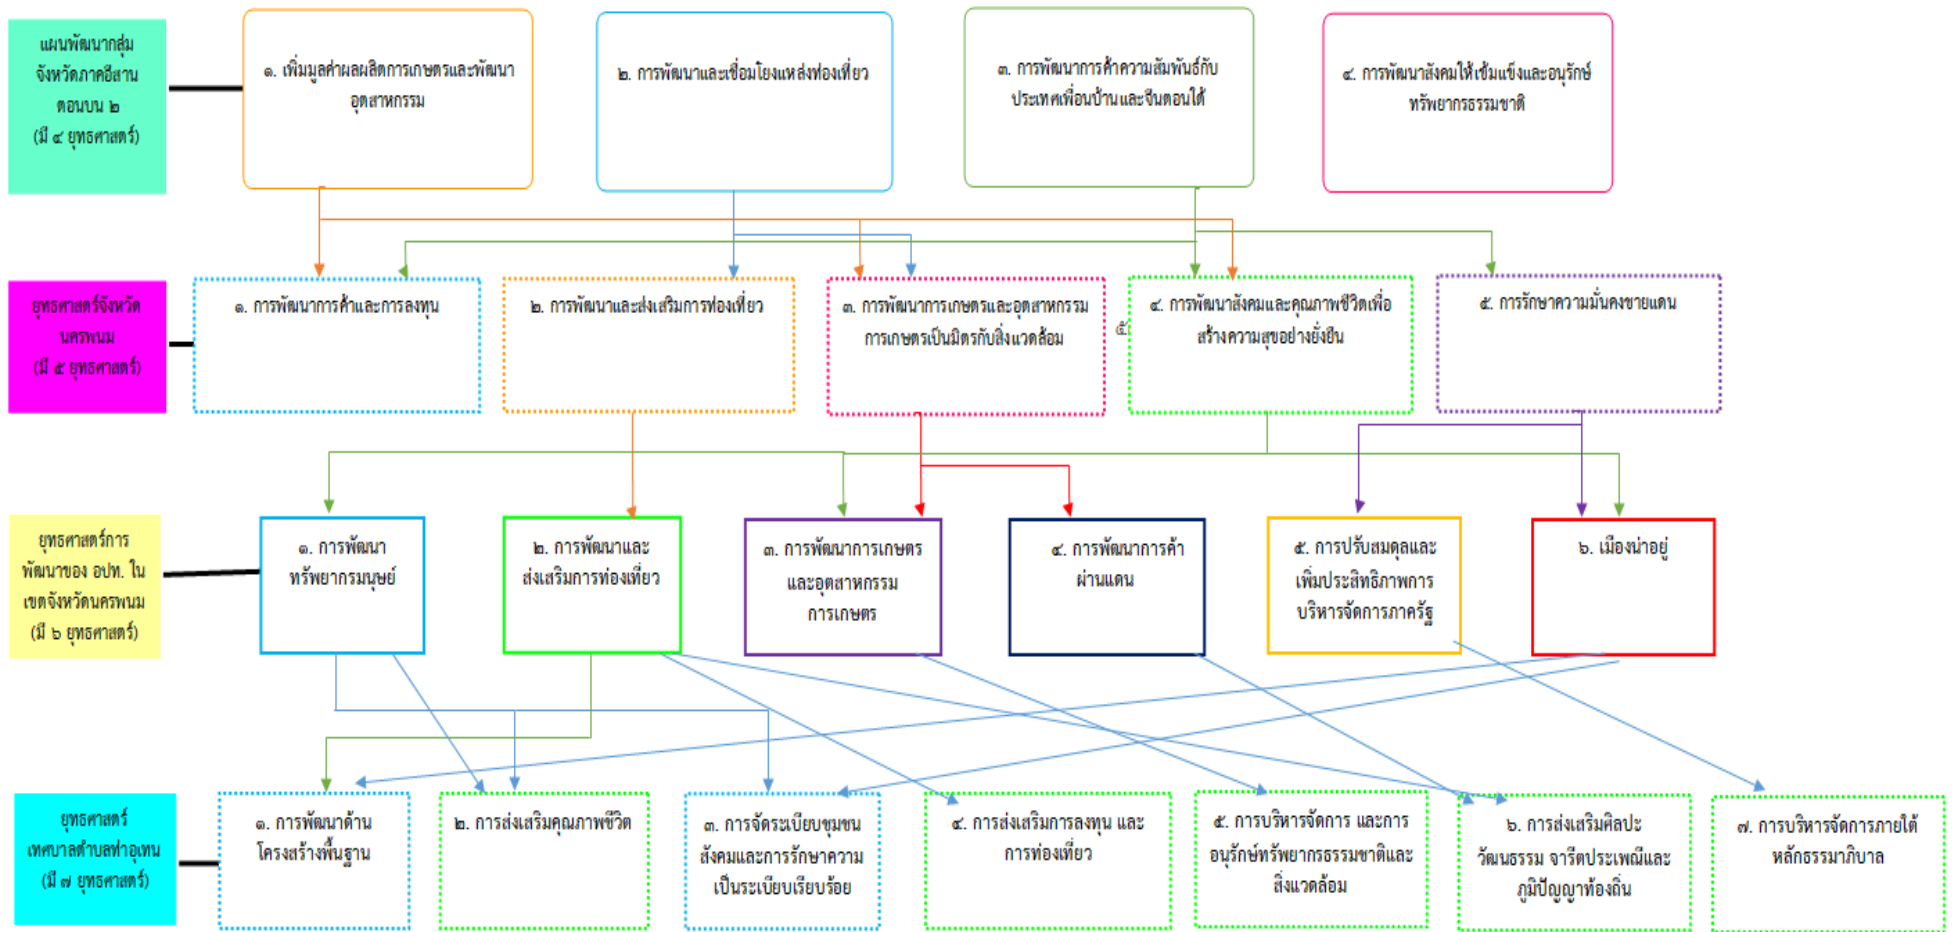 แผนพัฒนากลุ่ม
จังหวัดภาคอีสาน
ตอนบน ๒
(มี ๔ ยุทธศาสตร์)
๑. เพิ่มมูลค่าผลผลิตการเกษตรและพัฒนา
อุตสาหกรรม
๒. การพัฒนาและเชื่อมโยงแหล่งท่องเที่ยว
๓. การพัฒนาการค้าความสัมพันธ์กับ
ประเทศเพื่อนบ้านและจีนตอนใต้
๔. การพัฒนาสังคมให้เข้มแข็งและอนุรักษ์
ทรัพยากรธรรมชาติ
ยุทธศาสตร์จังหวัด
นครพนม
(มี ๕ ยุทธศาสตร์)
๑. การพัฒนาการค้าและการลงทุน
๒. การพัฒนาและส่งเสริมการท่องเที่ยว
๓. การพัฒนาการเกษตรและอุตสาหกรรม
การเกษตรเป็นมิตรกับสิ่งแวดล้อม
๕
๔. การพัฒนาสังคมและคุณภาพชีวิตเพื่อ
สร้างความสุขอย่างยั่งยืน
๕. การรักษาความมั่นคงชายแดน
ยุทธศาสตร์การ
พัฒนาของ อปท. ใน
เขตจังหวัดนครพนม
(มี ๖ ยุทธศาสตร์)
๑. การพัฒนา
ทรัพยากรมนุษย์
๒. การพัฒนาและ
ส่งเสริมการท่องเที่ยว
๓. การพัฒนาการเกษตร
และอุตสาหกรรม
การเกษตร
๔. การพัฒนาการค้า
ผ่านแดน
๕. การปรับสมดุลและ
เพิ่มประสิทธิภาพการ
บริหารจัดการภาครัฐ
๖. เมืองน่าอยู่
ยุทธศาสตร์
เทศบาลตำบลท่าอุเทน
(มี ๗ ยุทธศาสตร์)
๑. การพัฒนาด้าน
โครงสร้างพื้นฐาน
๒. การส่งเสริมคุณภาพชีวิต
๓. การจัดระเบียบชุมชน
สังคมและการรักษาความ
เป็นระเบียบเรียบร้อย
๔. การส่งเสริมการลงทุน และ
การท่องเที่ยว
๕. การบริหารจัดการ และการ
อนุรักษ์ทรัพยากรธรรมชาติและ
สิ่งแวดล้อม
๖. การส่งเสริมศิลปะ
วัฒนธรรม จารีตประเพณีและ
ภูมิปัญญาท้องถิ่น
๗. การบริหารจัดการภายใต้
หลักธรรมาภิบาล